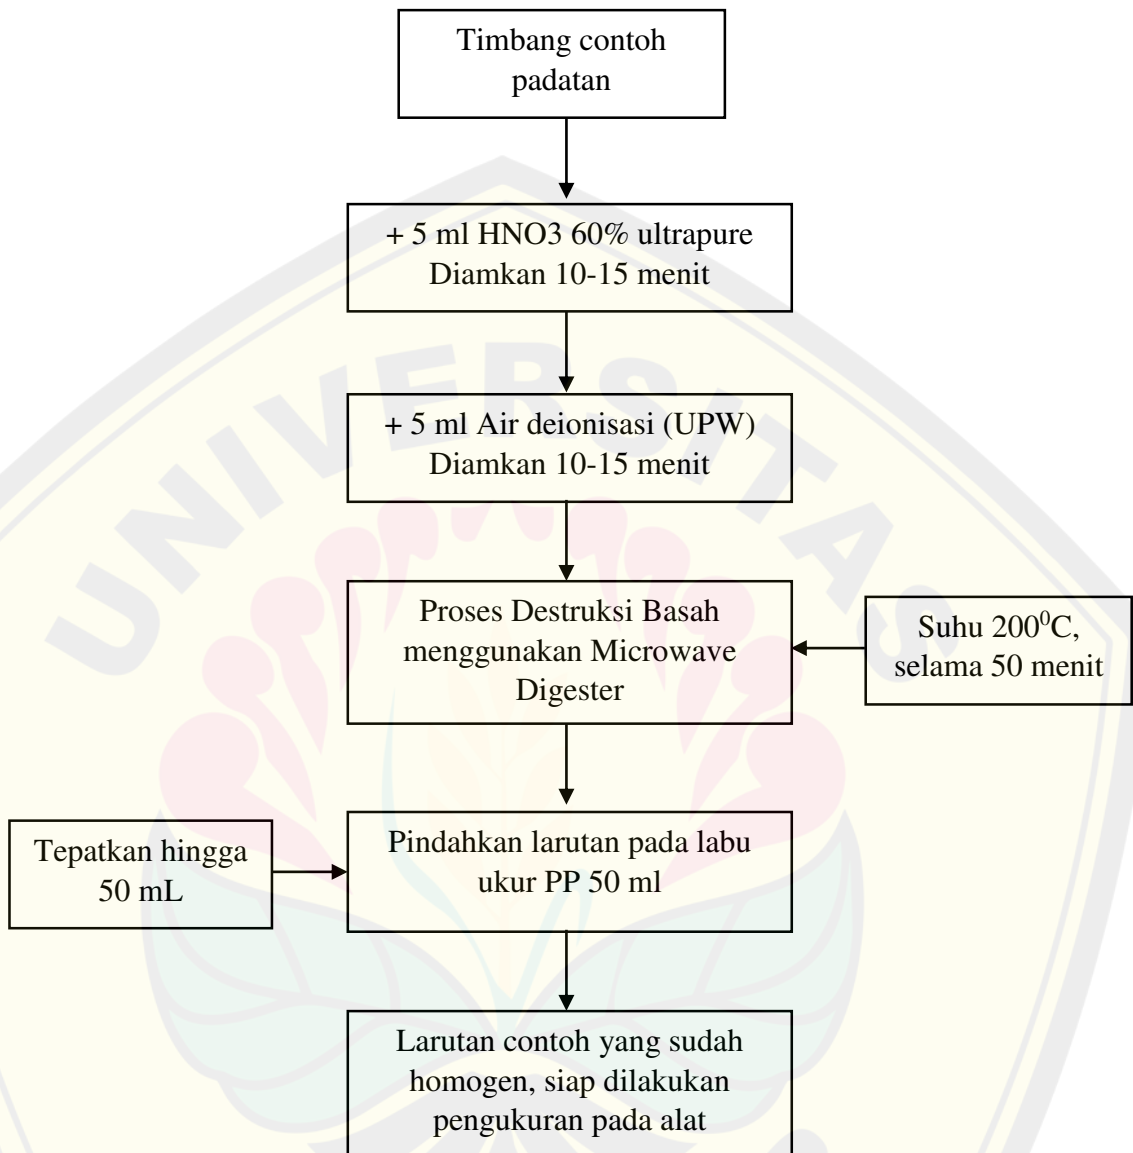 Timbang contoh
padatan
+ 5 ml HNO3 60% ultrapure
Diamkan 10-15 menit
+ 5 ml Air deionisasi (UPW)
Diamkan 10-15 menit
Proses Destruksi Basah
menggunakan Microwave
Digester
Suhu 200⁰C,
selama 50 menit
Tepatkan hingga
50 mL
Pindahkan larutan pada labu
ukur PP 50 ml
Larutan contoh yang sudah
homogen, siap dilakukan
pengukuran pada alat
UNIVERSITAS